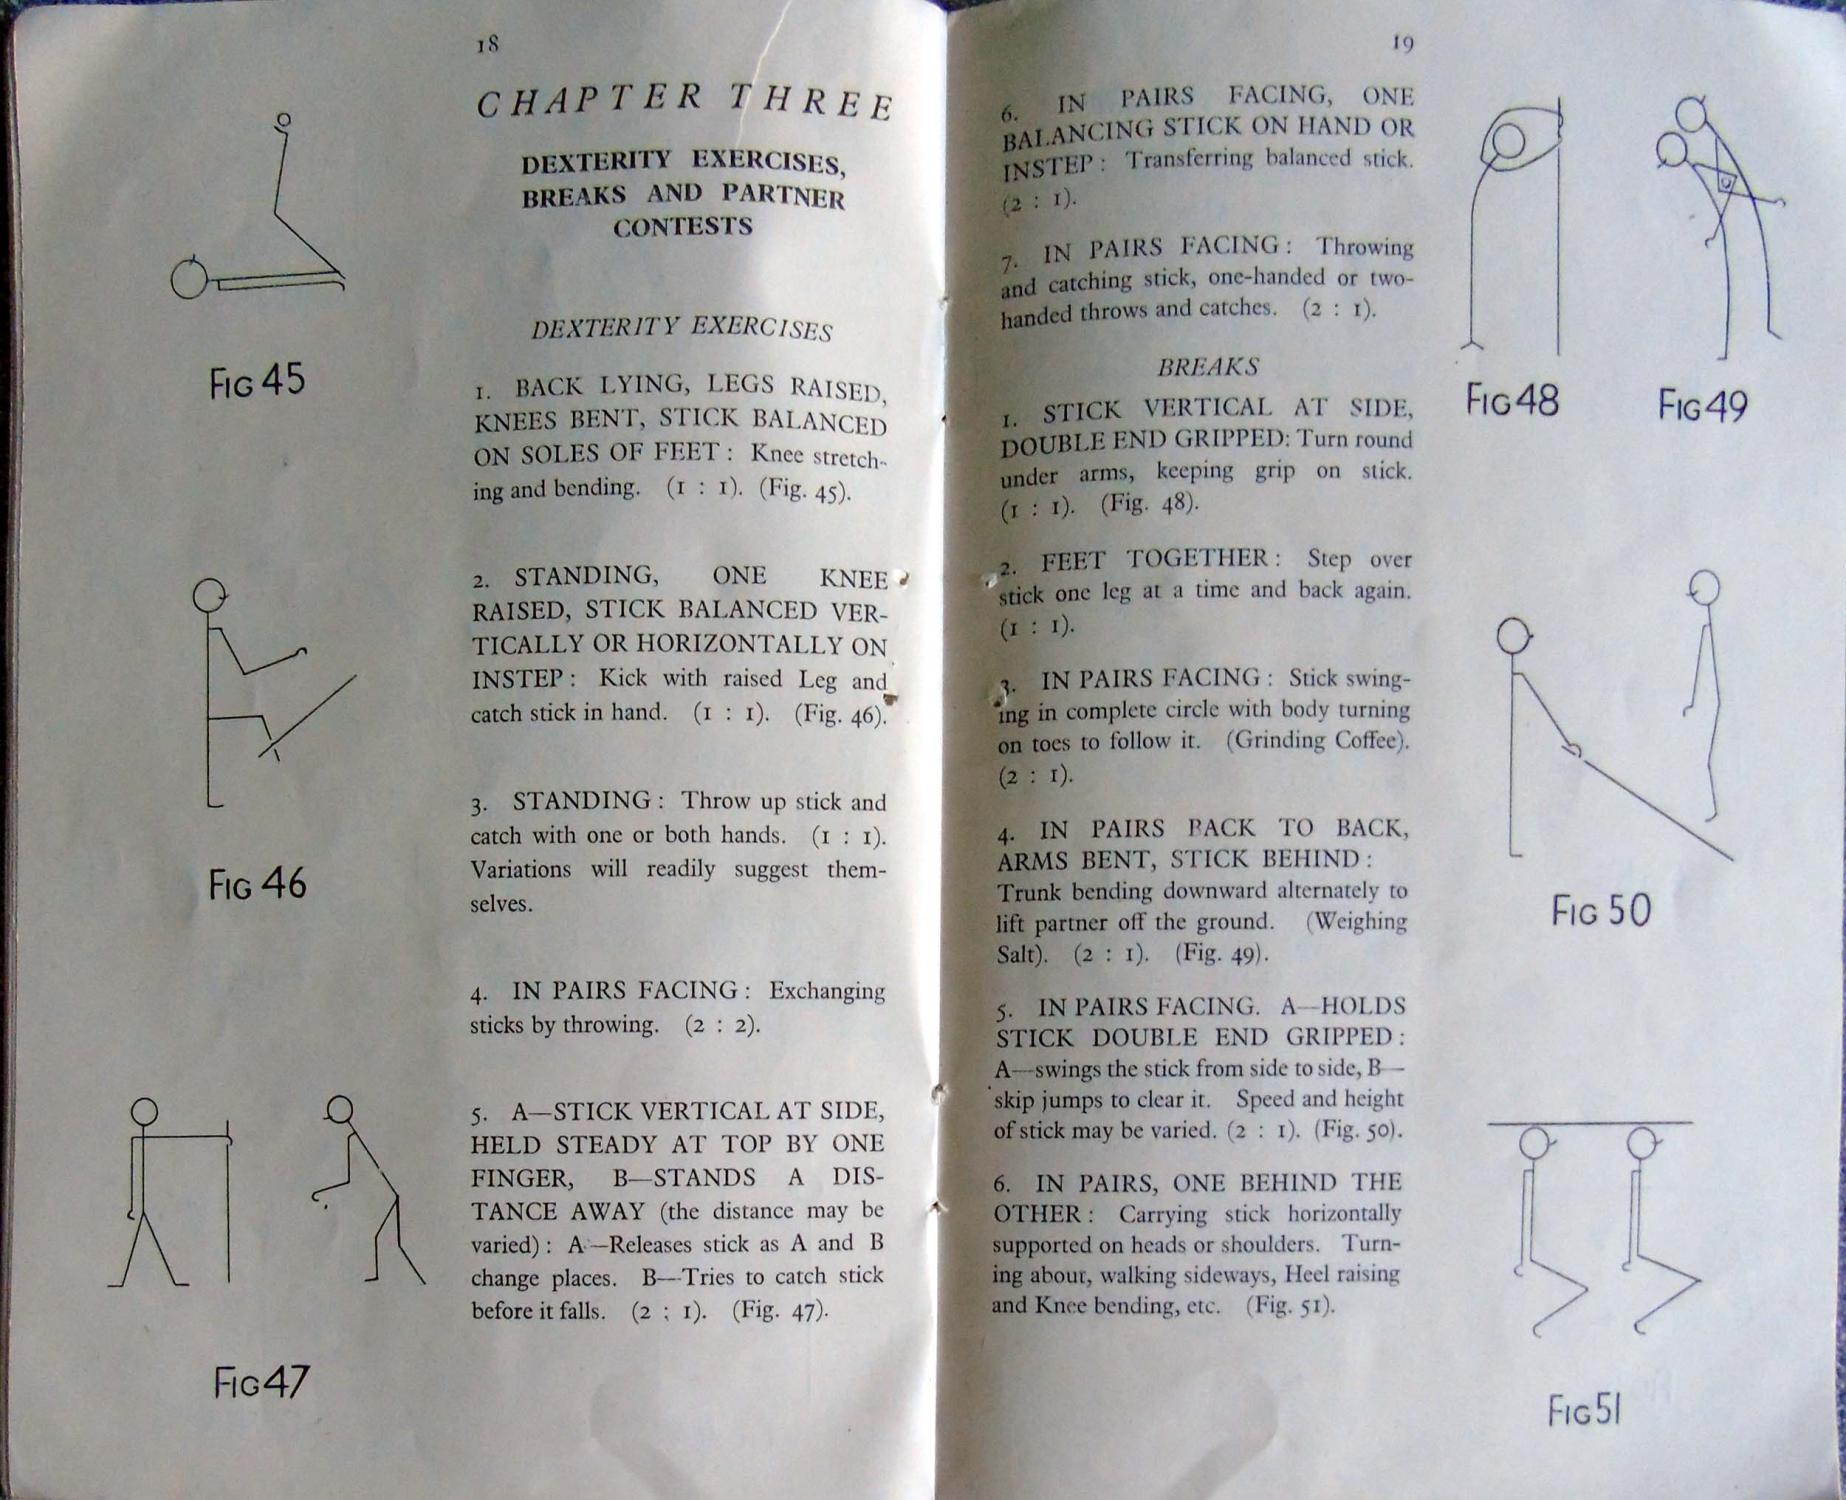 18
CHAPTER THREE
DEXTERITY EXERCISES,
BREAKS AND PARTNER
CONTESTS
DEXTERITY EXERCISES
1. BACK LYING, LEGS RAISED,
KNEES BENT, STICK BALANCED
ON SOLES OF FEET : Knee stretch-
ing and bending. (1 : 1). (Fig. 45).
2. STANDING, ONE KNEE
RAISED, STICK BALANCED VER-
TICALLY OR HORIZONTALLY ON
INSTEP : Kick with raised Leg and
catch stick in hand. (1 : 1). (Fig. 46).
3. STANDING : Throw up stick and
catch with one or both hands. (1 : 1).
Variations will readily suggest them-
selves.
4. IN PAIRS FACING : Exchanging
sticks by throwing. (2 : 2).
5. A—STICK VERTICAL AT SIDE,
HELD STEADY AT TOP BY ONE
FINGER, B—STANDS A DIS-
TANCE AWAY (the distance may be
varied) : A—Releases stick as A and B
change places. B—Tries to catch stick
before it falls. (2 : 1). (Fig. 47).
FIG 45
FIG 46
FIG 47
19
6. IN PAIRS FACING, ONE
BALANCING STICK ON HAND OR
INSTEP : Transferring balanced stick.
(2 : 1).
7. IN PAIRS FACING : Throwing
and catching stick, one-handed or two-
handed throws and catches. (2 : 1).
BREAKS
1. STICK VERTICAL AT SIDE,
DOUBLE END GRIPPED: Turn round
under arms, keeping grip on stick.
(1 : 1). (Fig. 48).
2. FEET TOGETHER : Step over
stick one leg at a time and back again.
(1 : 1).
3. IN PAIRS FACING : Stick swing-
ing in complete circle with body turning
on toes to follow it. (Grinding Coffee).
(2 : 1).
4. IN PAIRS BACK TO BACK,
ARMS BENT, STICK BEHIND :
Trunk bending downward alternately to
lift partner off the ground. (Weighing
Salt). (2 : 1). (Fig. 49).
5. IN PAIRS FACING. A—HOLDS
STICK DOUBLE END GRIPPED :
A—swings the stick from side to side, B—
skip jumps to clear it. Speed and height
of stick may be varied. (2 : 1). (Fig. 50).
6. IN PAIRS, ONE BEHIND THE
OTHER : Carrying stick horizontally
supported on heads or shoulders. Turn-
ing about, walking sideways, Heel raising
and Knee bending, etc. (Fig. 51).
FIG 48
FIG 49
FIG 50
FIG 51